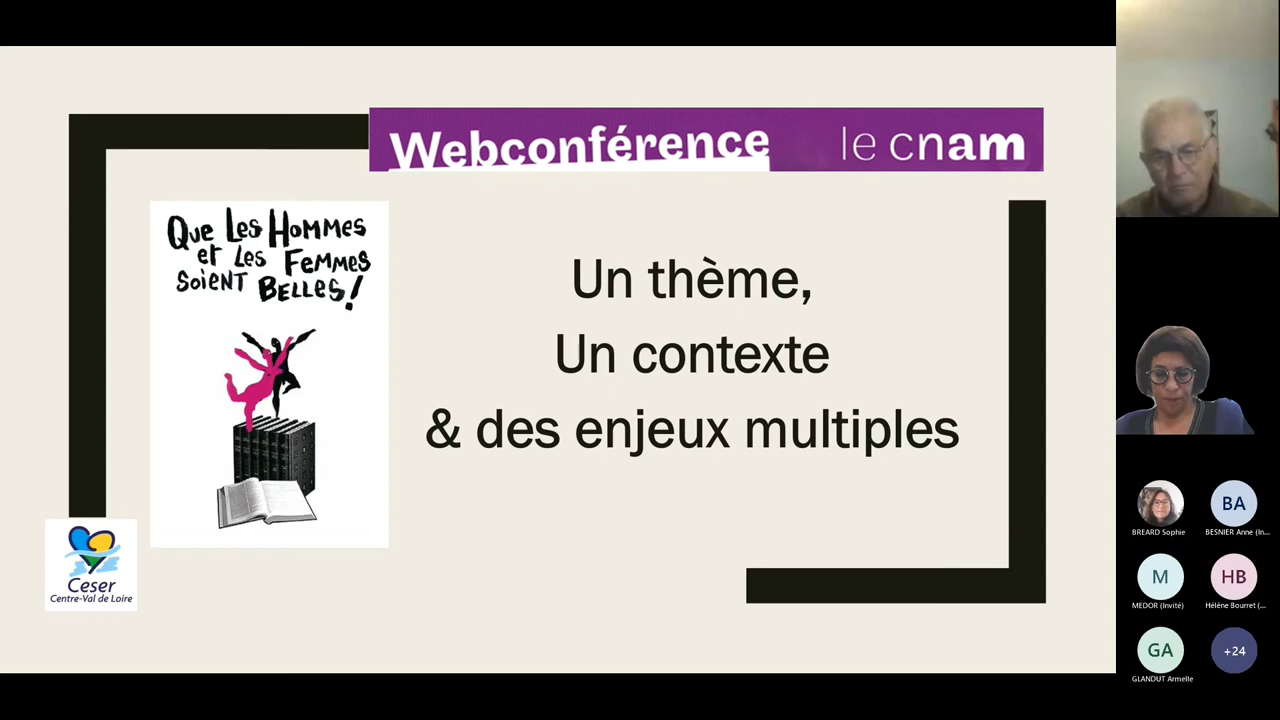 Webconférence
le cnam
Que Les Hommes
et Les Femmes
soient Belles!
Un thème,
Un contexte
& des enjeux multiples
Ceser
Centre-Val de Loire
BREARD Sophie
BA
BESNIER Anne (In...
M
MEDOR (Invité)
HB
Hélène Bourret (...
GA
GLANDUT Armelle
+24